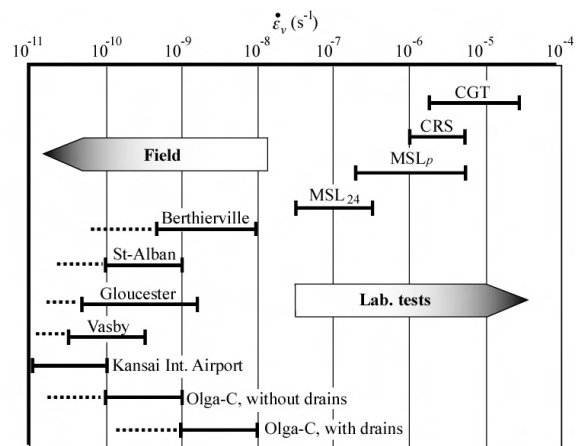 ε̇ᵥ (s⁻¹)
10⁻¹¹ 10⁻¹⁰ 10⁻⁹ 10⁻⁸ 10⁻⁷ 10⁻⁶ 10⁻⁵ 10⁻⁴
CGT
CRS
Field
MSLp
MSL₂₄
Berthierville
St-Alban
Gloucester
Lab. tests
Vasby
Kansai Int. Airport
Olga-C, without drains
Olga-C, with drains